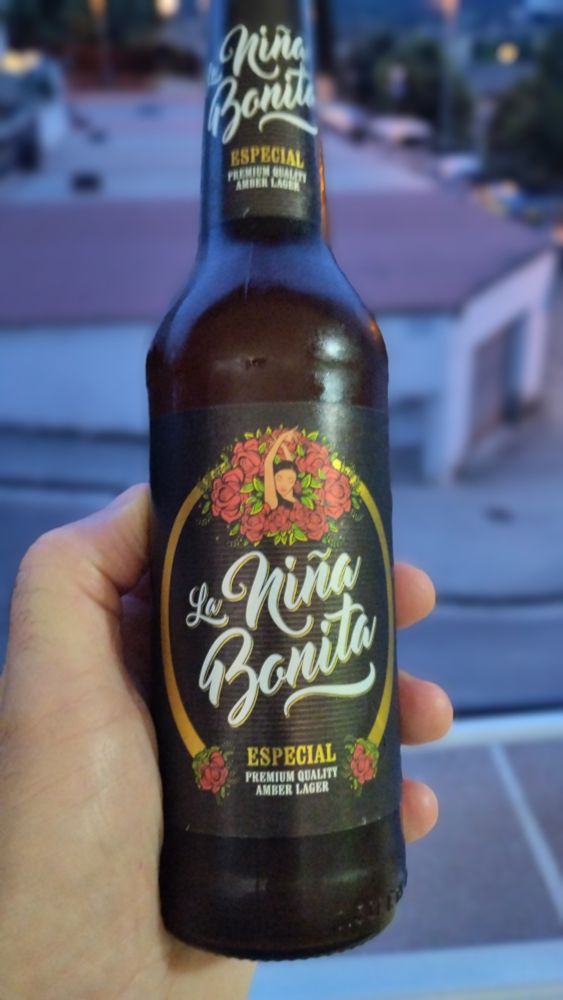 La Niña
Bonita
ESPECIAL
PREMIUM QUALITY
AMBER LAGER
La Niña
Bonita
ESPECIAL
PREMIUM QUALITY
AMBER LAGER